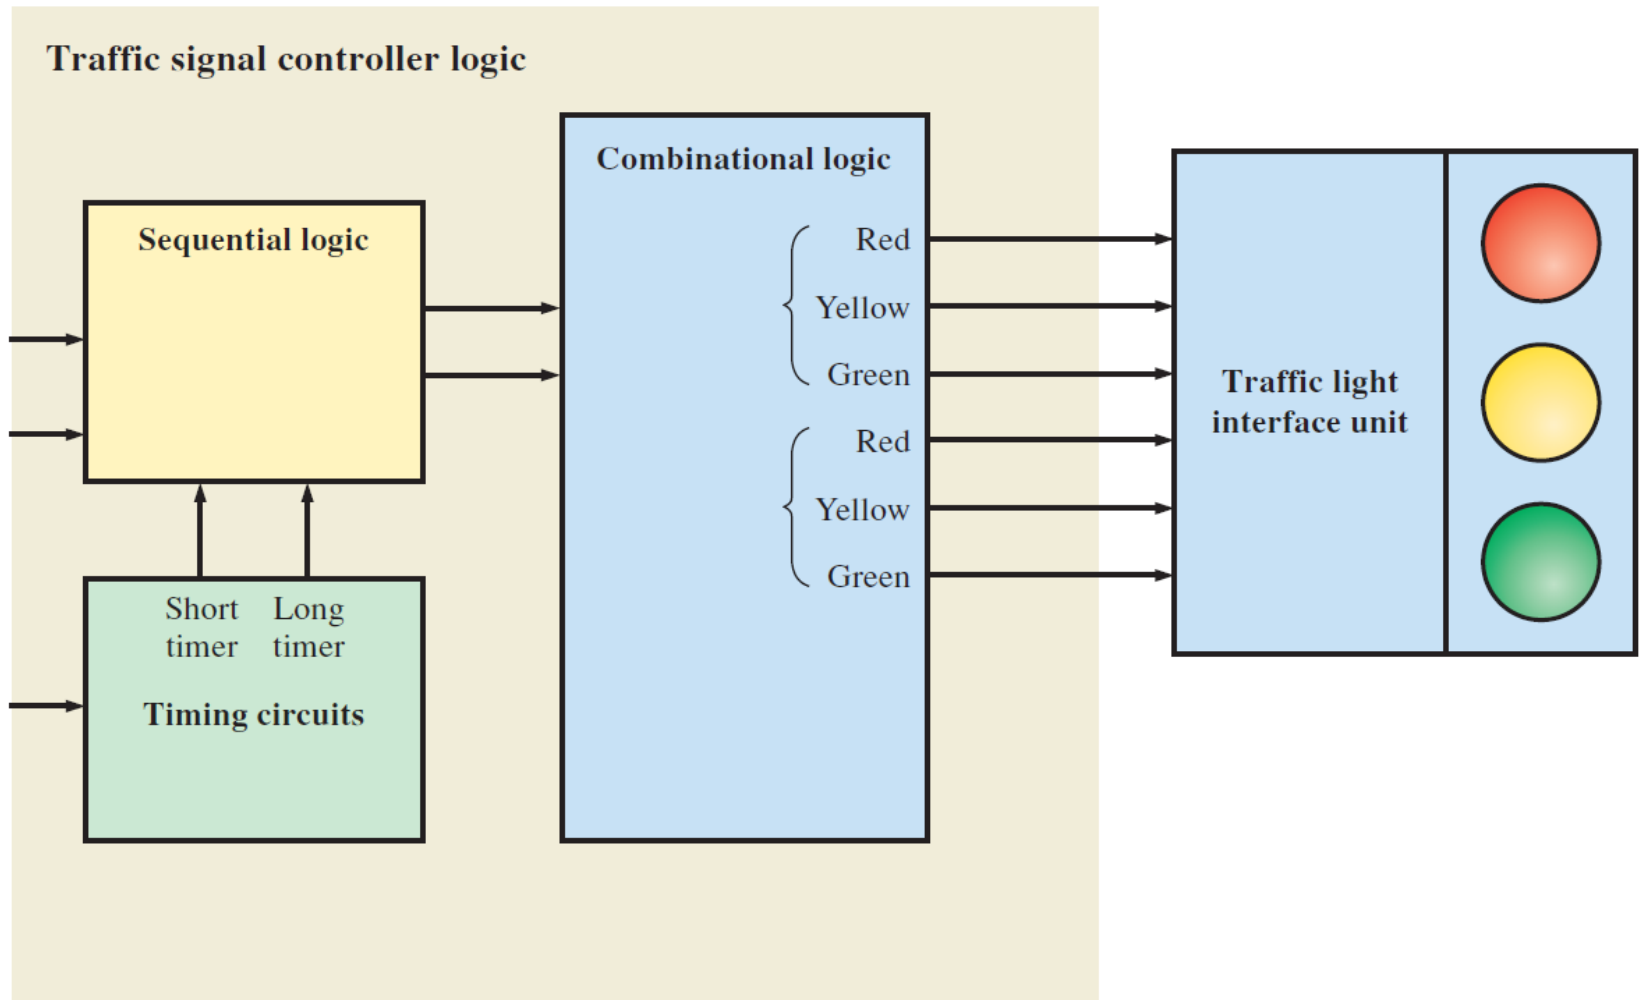 Traffic signal controller logic
Sequential logic
Short timer
Long timer
Timing circuits
Combinational logic
Red
Yellow
Green
Red
Yellow
Green
Traffic light
interface unit